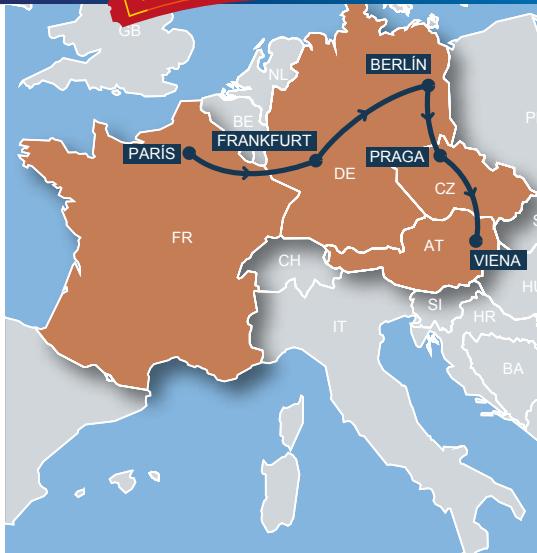 GB
NL
BERLÍN
BE
FRANKFURT
PARÍS
PRAGA
DE
CZ
FR
AT
CH
VIENA
SI
HR
IT
BA